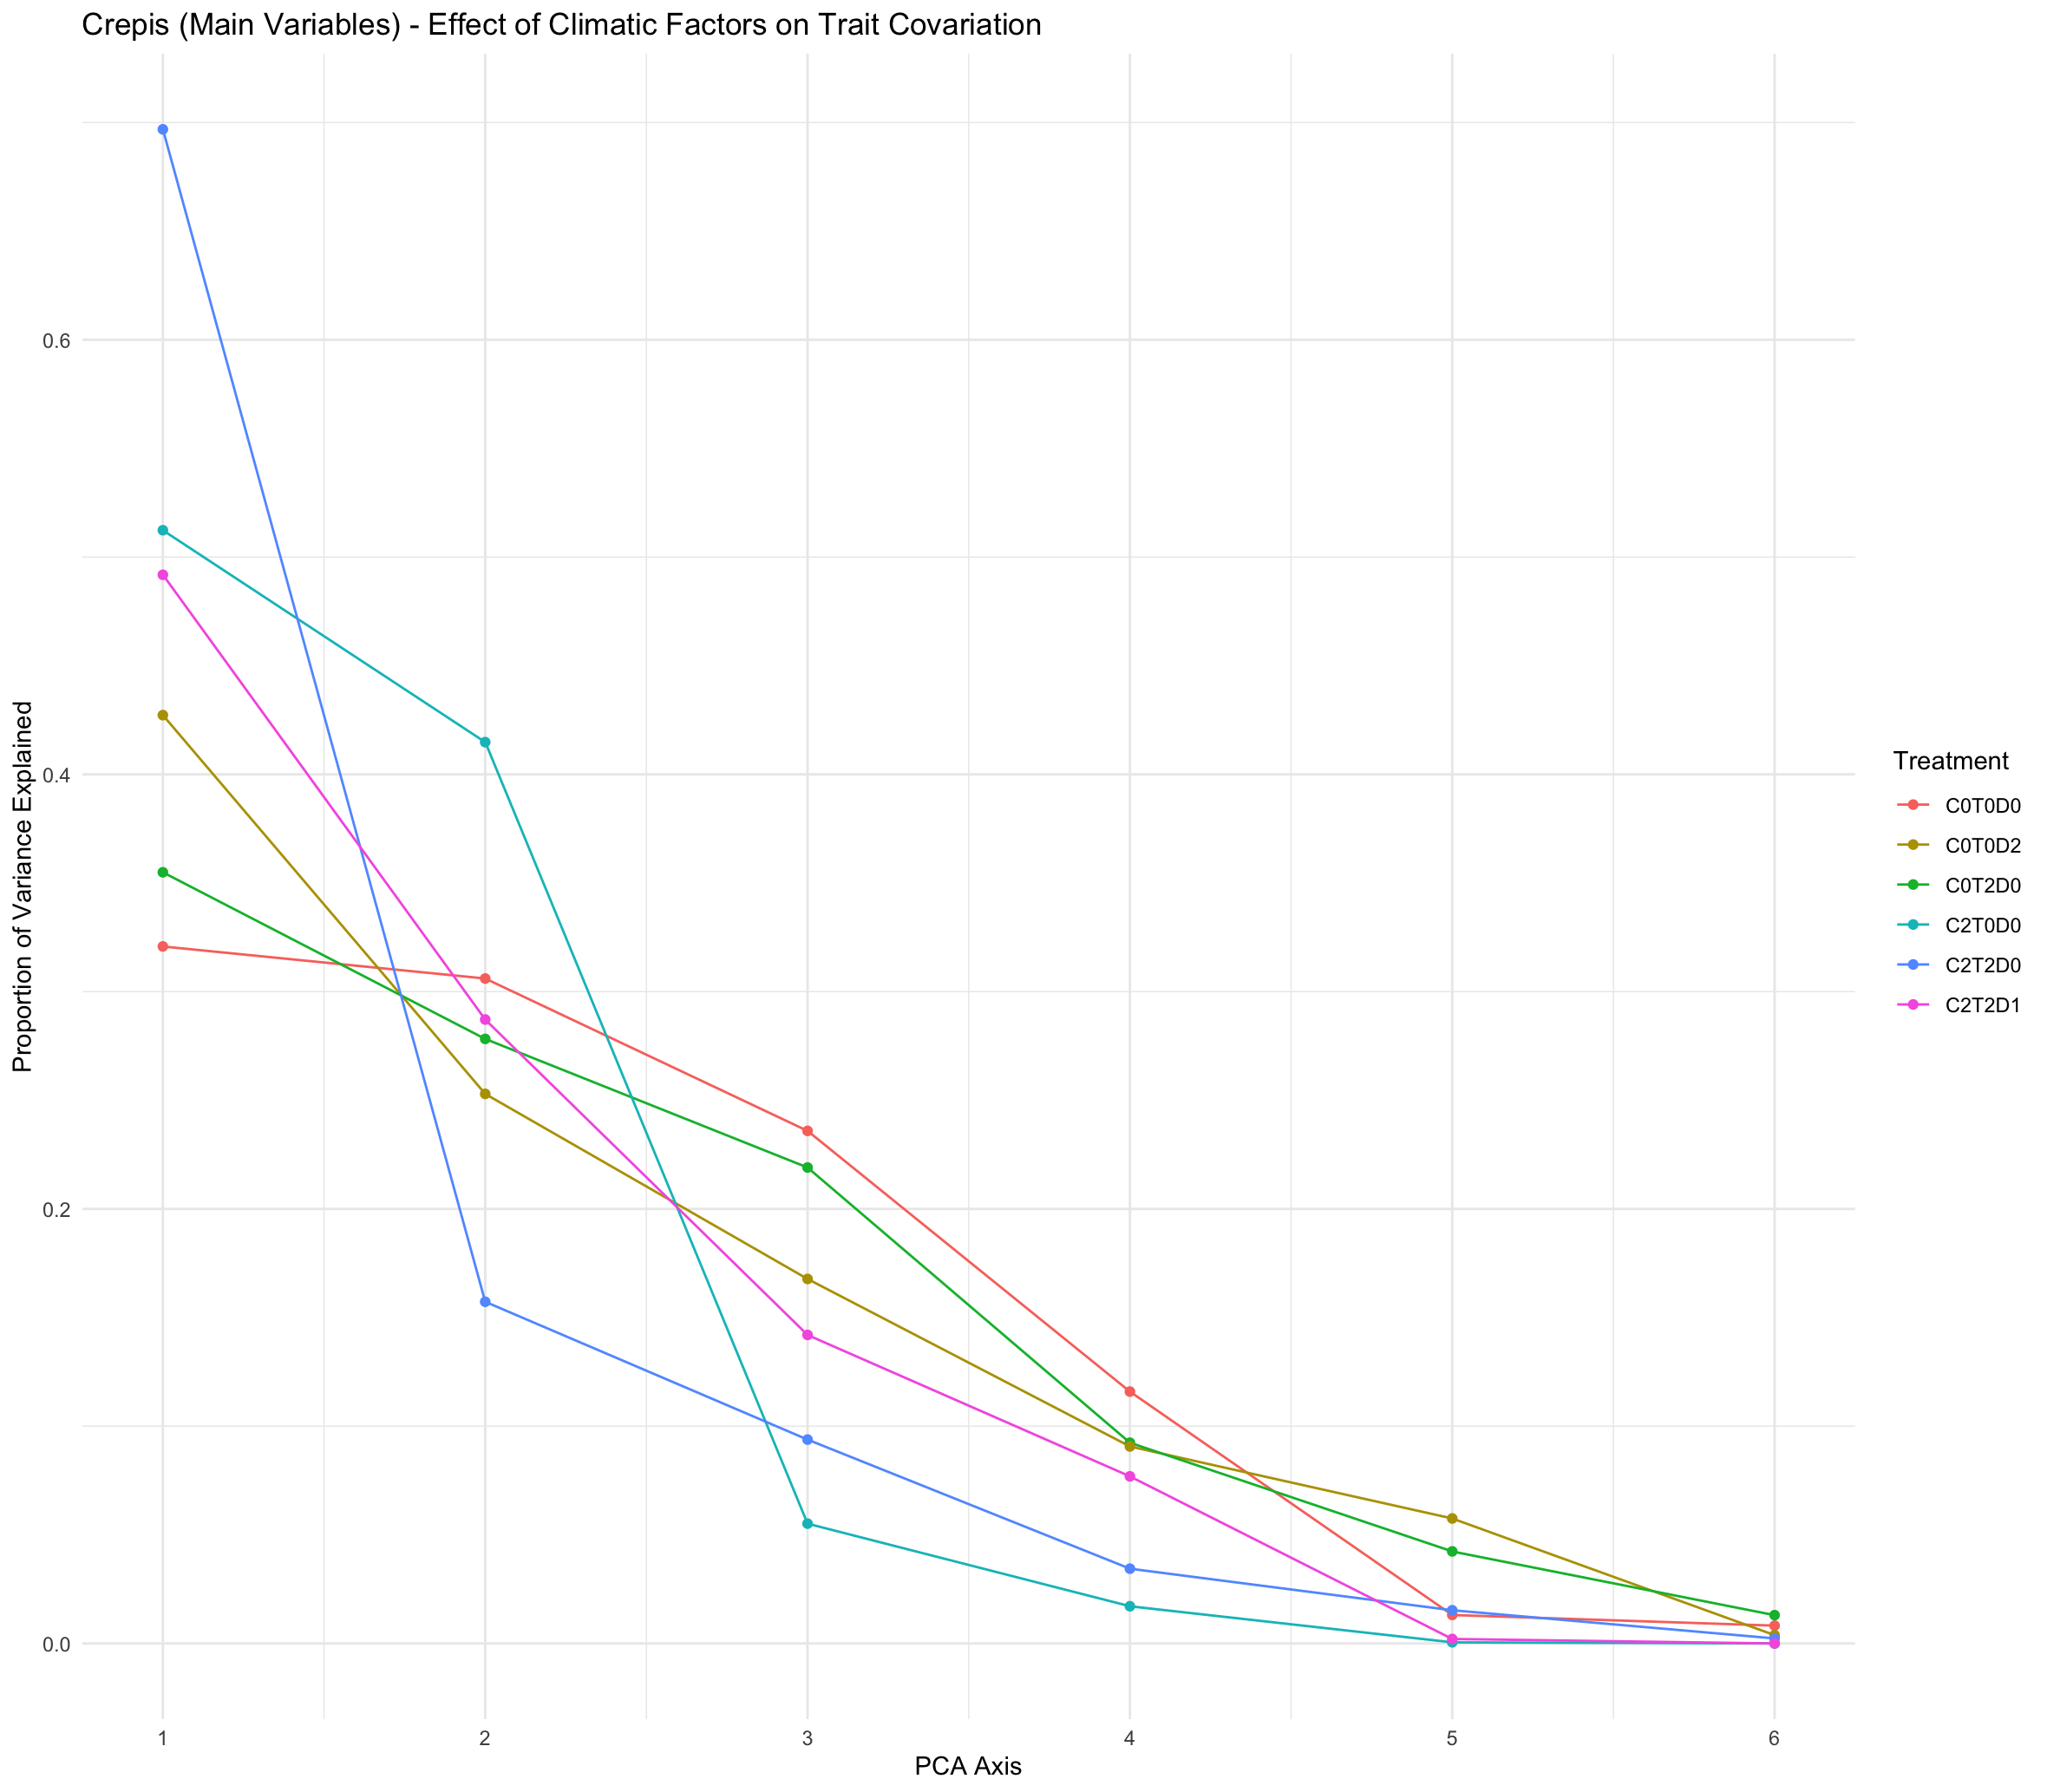 Crepis (Main Variables) - Effect of Climatic Factors on Trait Covariation
Proportion of Variance Explained
0.6
0.4
0.2
0.0
1 2 3 4 5 6
PCA Axis
Treatment
C0T0D0
C0T0D2
C0T2D0
C2T0D0
C2T2D0
C2T2D1